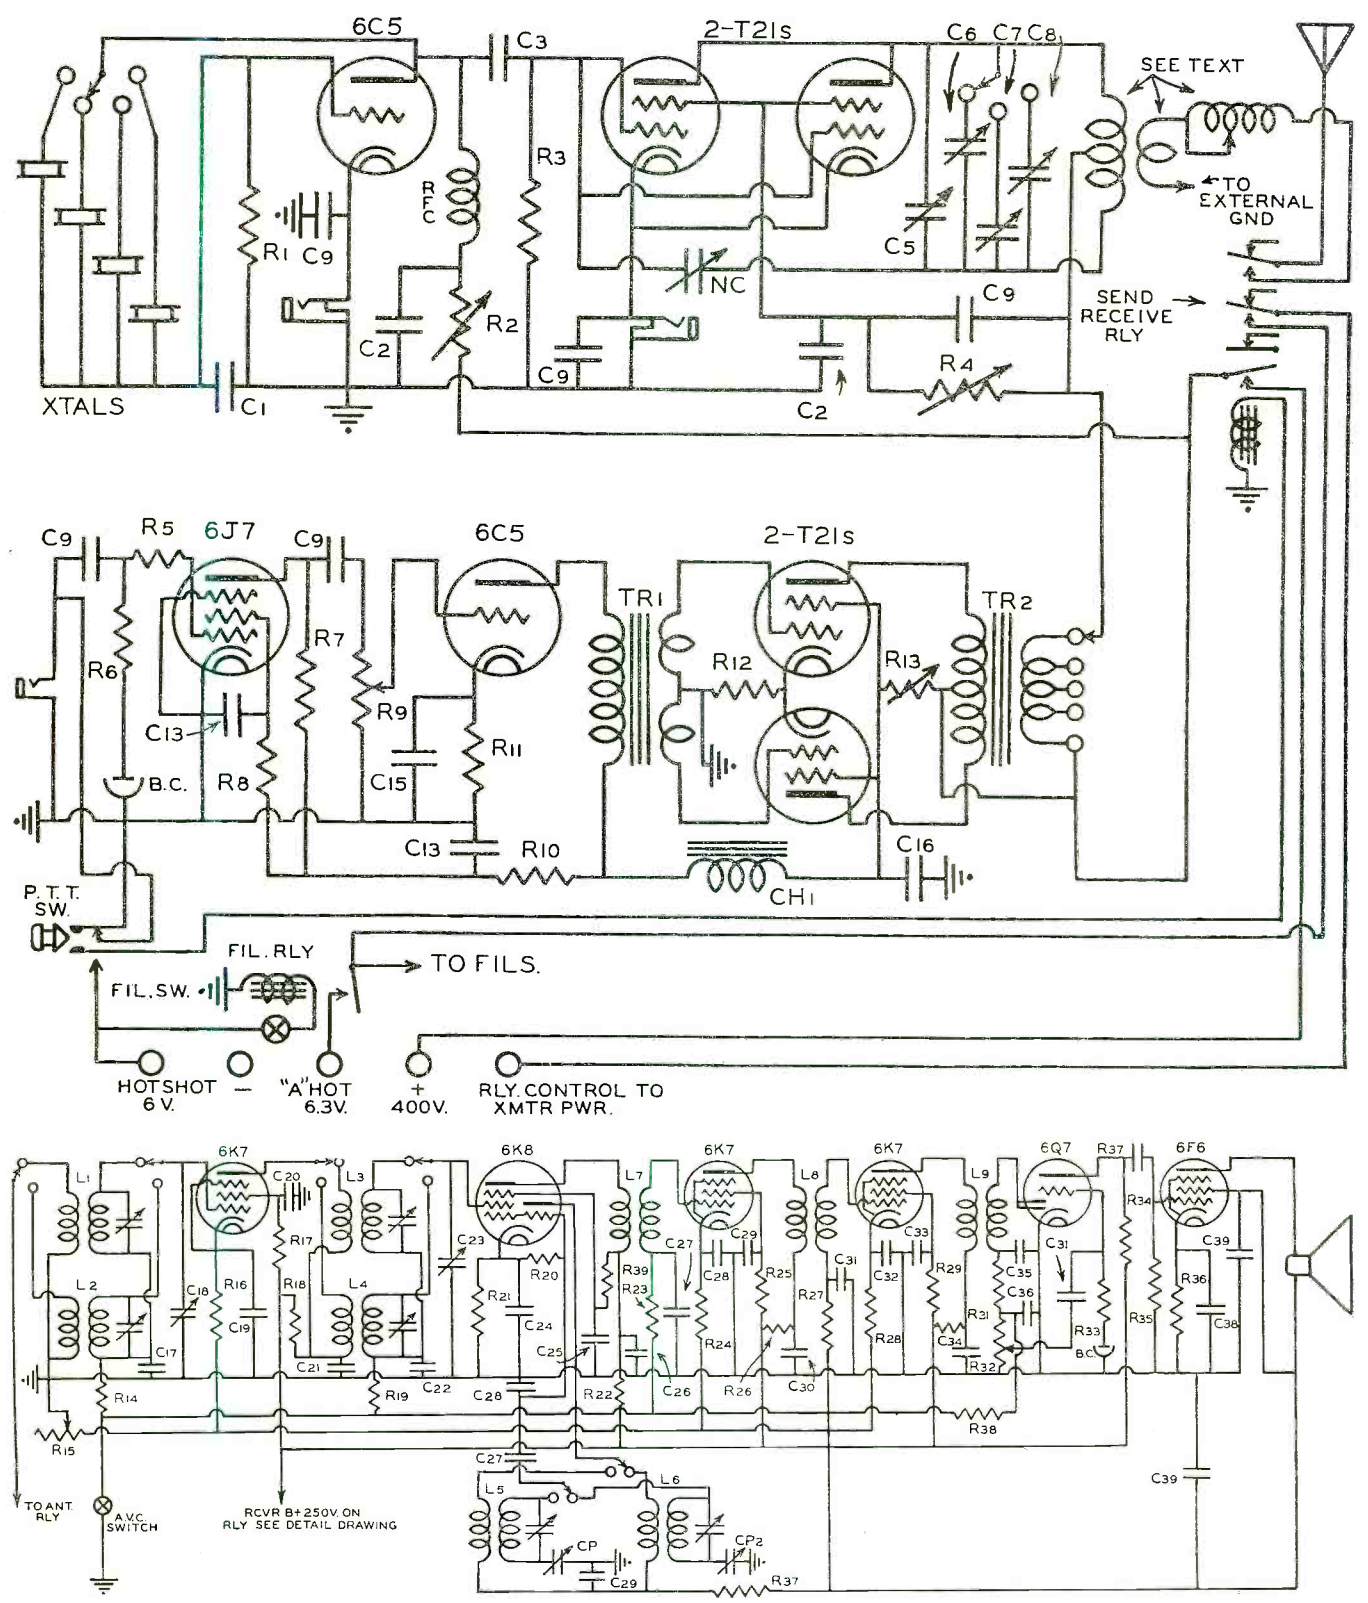 6C5
2-T21s
C3
C6
C7
C8
SEE TEXT
R3
RFC
R1
C9
C5
TO
EXTERNAL
GND
NC
C9
SEND
RECEIVE
RLY
R2
C2
C9
R4
C2
XTALS
C1
C9
R5
6J7
C9
6C5
2-T21s
TR1
TR2
R6
R7
R12
R13
R9
C13
R11
B.C.
R8
C15
C13
R10
C16
CH1
P.T.T.
SW.
FIL. RLY
TO FILS.
FIL. SW.
HOTSHOT
6V.
−
"A" HOT
6.3V.
+
400V.
RLY. CONTROL TO
XMTR PWR.
6K7
6K8
6K7
6K7
6Q7
R37
6F6
L1
C20
L3
L7
L8
L9
R34
R17
C23
C27
C29
C31
C33
C31
C39
L2
C18
R16
R18
L4
R20
R39
R23
C28
R25
R27
C32
R29
C35
R36
R21
C36
C19
C24
R31
R33
R35
C38
C17
C21
C22
C25
R24
R28
C34
R32
B.C.
R14
R19
C28
R22
C26
R26
C30
R15
R38
C27
L6
C39
L5
TO ANT.
RLY
A.V.C.
SWITCH
RCVR B+250V. ON
RLY SEE DETAIL DRAWING
CP
CP2
C29
R37